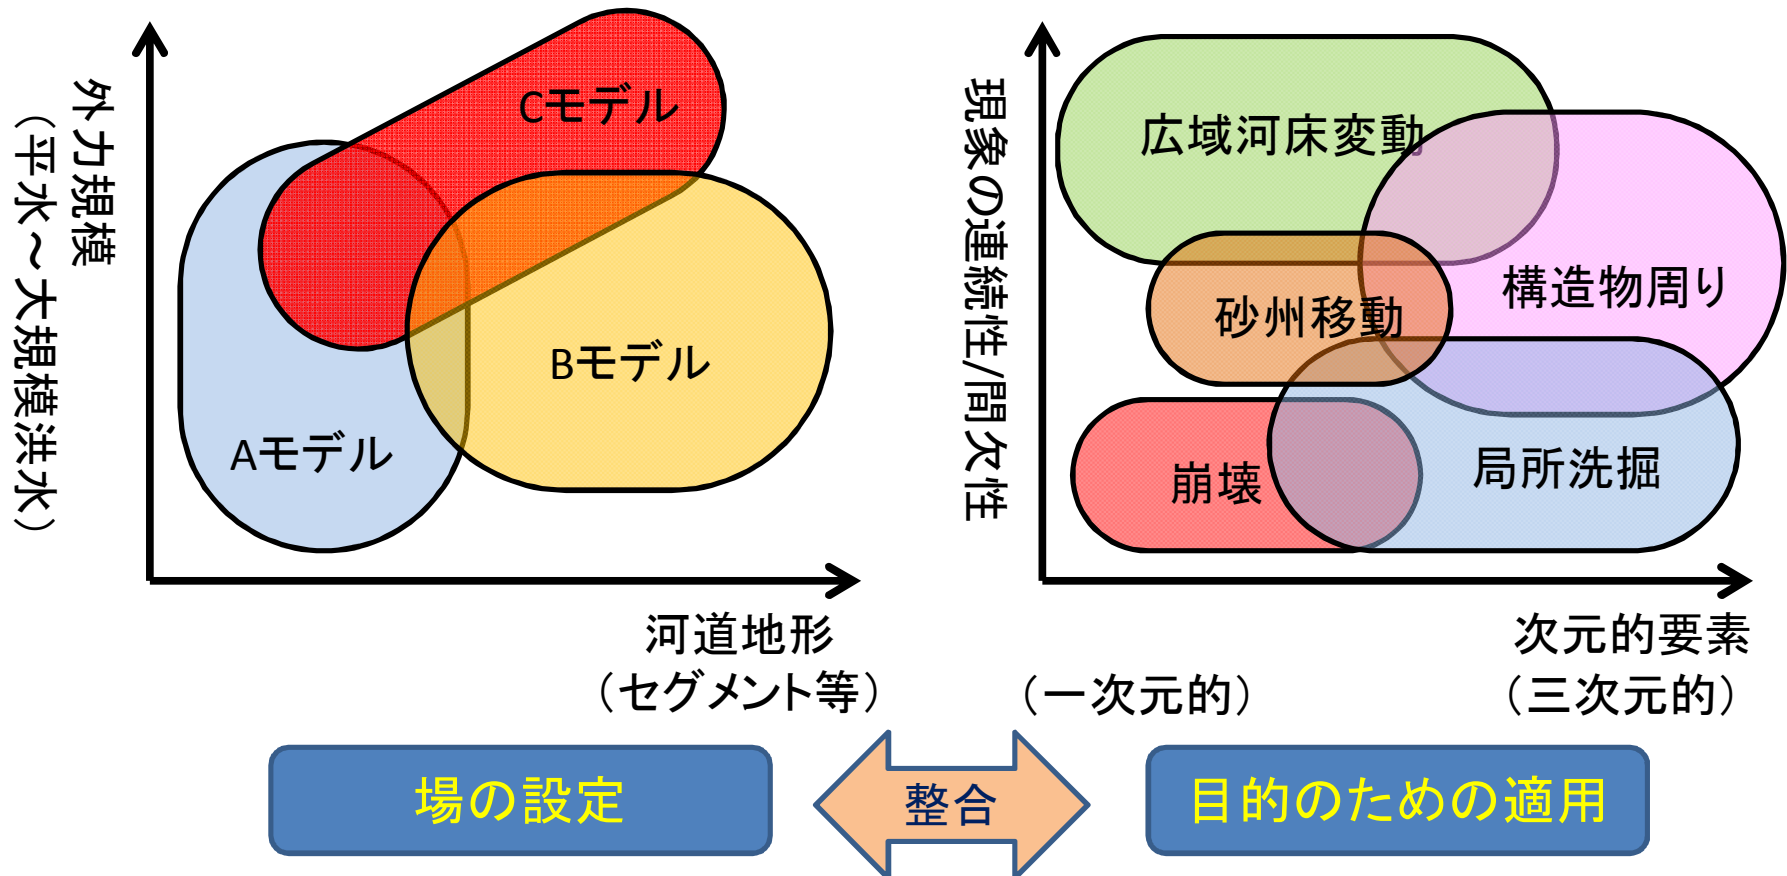 外力規模
（平水～大規模洪水）
Cモデル
Bモデル
Aモデル
河道地形
（セグメント等）
現象の連続性/間欠性
広域河床変動
構造物周り
砂州移動
局所洗掘
崩壊
次元的要素
（一次元的）
（三次元的）
場の設定
整合
目的のための適用